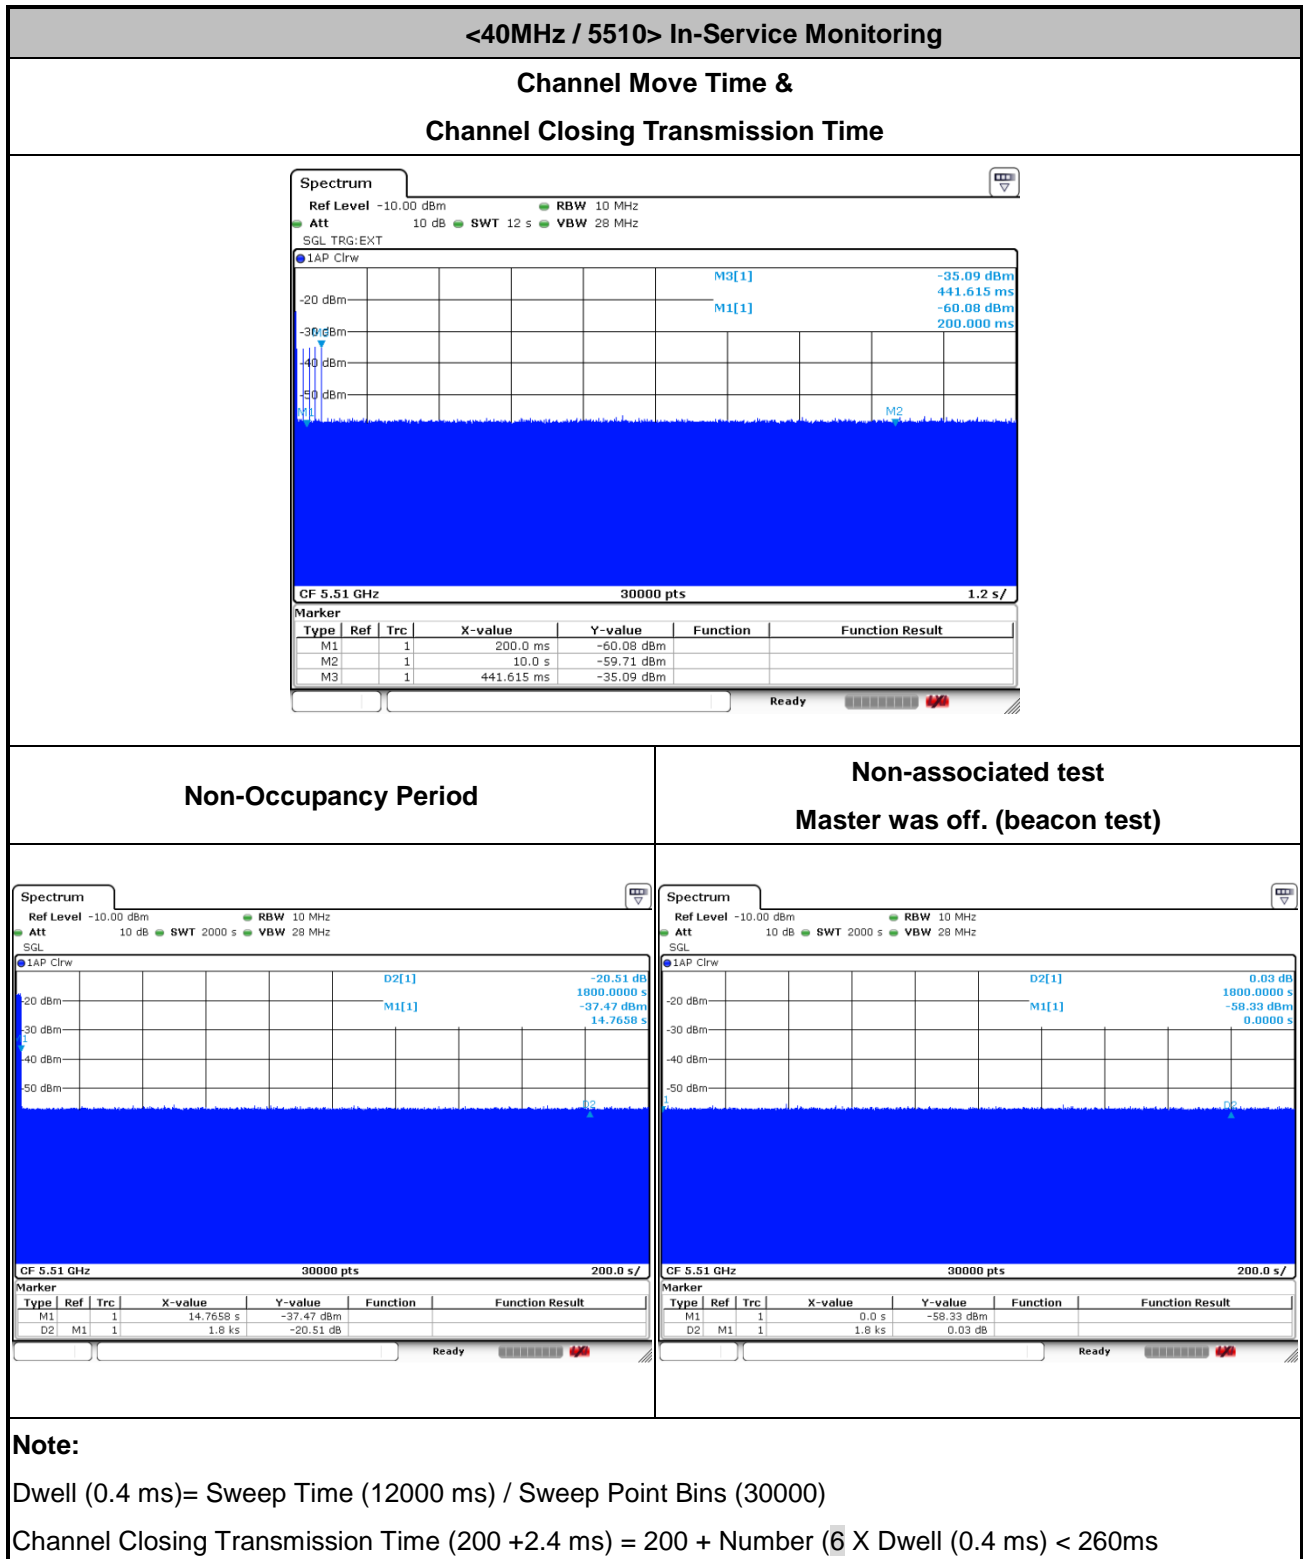 <40MHz / 5510> In-Service Monitoring
Channel Move Time &
Channel Closing Transmission Time
Spectrum
Ref Level -10.00 dBm RBW 10 MHz
Att 10 dB SWT 12 s VBW 28 MHz
SGL TRG:EXT
1AP Clrw
M3[1] -35.09 dBm
441.615 ms
-20 dBm
M1[1] -60.08 dBm
200.000 ms
-30 dBm
M3
-40 dBm
-50 dBm
M1
M2
CF 5.51 GHz 30000 pts 1.2 s/
Marker
Type Ref Trc X-value Y-value Function Function Result
M1 1 200.0 ms -60.08 dBm
M2 1 10.0 s -59.71 dBm
M3 1 441.615 ms -35.09 dBm
Ready
Non-Occupancy Period
Non-associated test
Master was off. (beacon test)
Spectrum
Ref Level -10.00 dBm RBW 10 MHz
Att 10 dB SWT 2000 s VBW 28 MHz
SGL
1AP Clrw
D2[1] -20.51 dB
1800.0000 s
-20 dBm
M1[1] -37.47 dBm
14.7658 s
-30 dBm
1
-40 dBm
-50 dBm
D2
CF 5.51 GHz 30000 pts 200.0 s/
Marker
Type Ref Trc X-value Y-value Function Function Result
M1 1 14.7658 s -37.47 dBm
D2 M1 1 1.8 ks -20.51 dB
Ready
Spectrum
Ref Level -10.00 dBm RBW 10 MHz
Att 10 dB SWT 2000 s VBW 28 MHz
SGL
1AP Clrw
D2[1] 0.03 dB
1800.0000 s
-20 dBm
M1[1] -58.33 dBm
0.0000 s
-30 dBm
-40 dBm
-50 dBm
1
D2
CF 5.51 GHz 30000 pts 200.0 s/
Marker
Type Ref Trc X-value Y-value Function Function Result
M1 1 0.0 s -58.33 dBm
D2 M1 1 1.8 ks 0.03 dB
Ready
Note:
Dwell (0.4 ms)= Sweep Time (12000 ms) / Sweep Point Bins (30000)
Channel Closing Transmission Time (200 +2.4 ms) = 200 + Number (6 X Dwell (0.4 ms) < 260ms